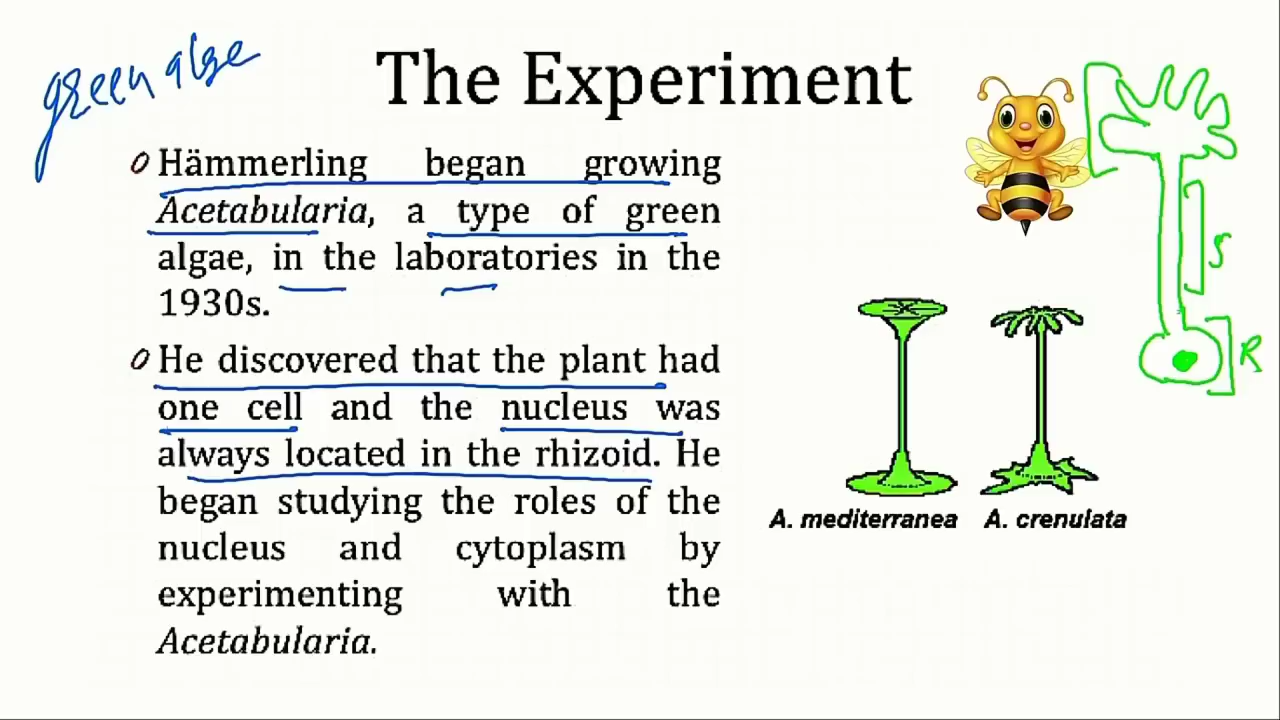 green alge
The Experiment
Hämmerling began growing
Acetabularia, a type of green
algae, in the laboratories in the
1930s.
He discovered that the plant had
one cell and the nucleus was
always located in the rhizoid. He
began studying the roles of the
nucleus and cytoplasm by
experimenting with the
Acetabularia.
S
R
A. mediterranea A. crenulata